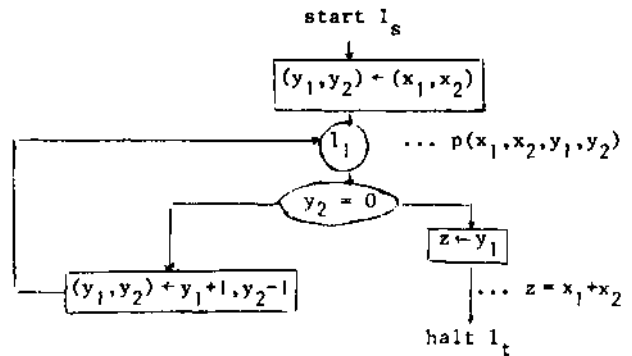 start l_s
(y_1,y_2) ← (x_1,x_2)
l_1 ... p(x_1,x_2,y_1,y_2)
y_2 = 0
z ← y_1
(y_1,y_2) ← y_1+1,y_2-1
... z = x_1+x_2
halt l_t